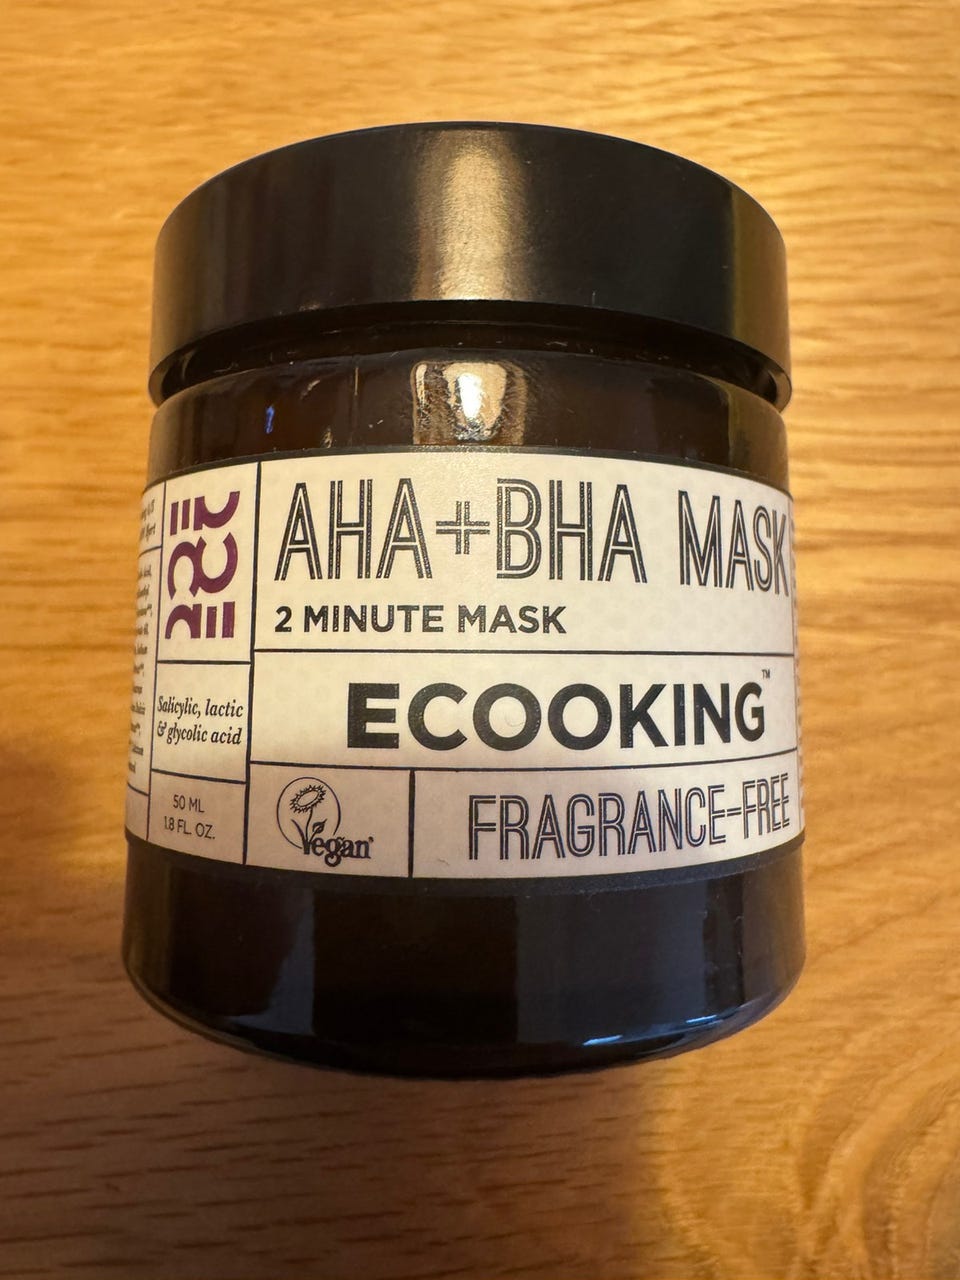 AHA+BHA MASK
2 MINUTE MASK
ECOOKING™
Salicylic, lactic
& glycolic acid
50 ML
1.8 FL. OZ.
Vegan
FRAGRANCE-FREE